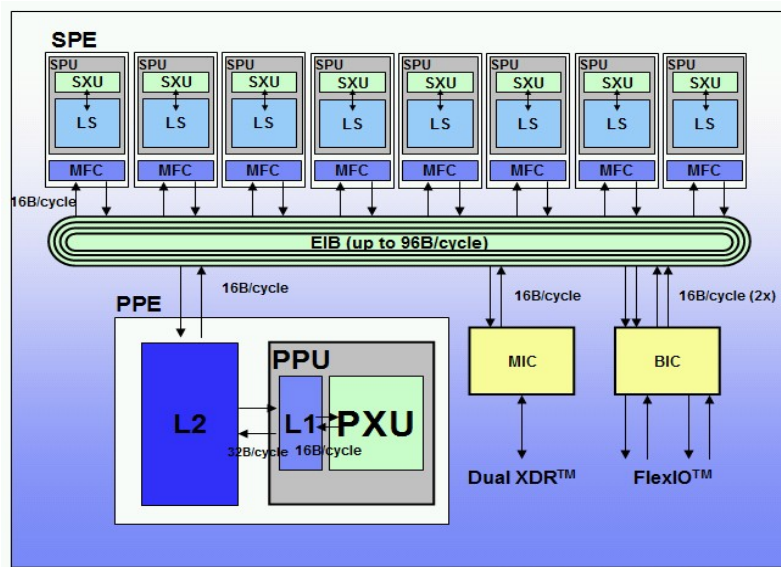 SPE
SPU SPU SPU SPU SPU SPU SPU SPU
SXU SXU SXU SXU SXU SXU SXU SXU
LS LS LS LS LS LS LS LS
MFC MFC MFC MFC MFC MFC MFC MFC
16B/cycle
EIB (up to 96B/cycle)
16B/cycle 16B/cycle 16B/cycle (2x)
PPE
PPU
MIC BIC
L2 L1 PXU
32B/cycle 16B/cycle
Dual XDR™ FlexIO™